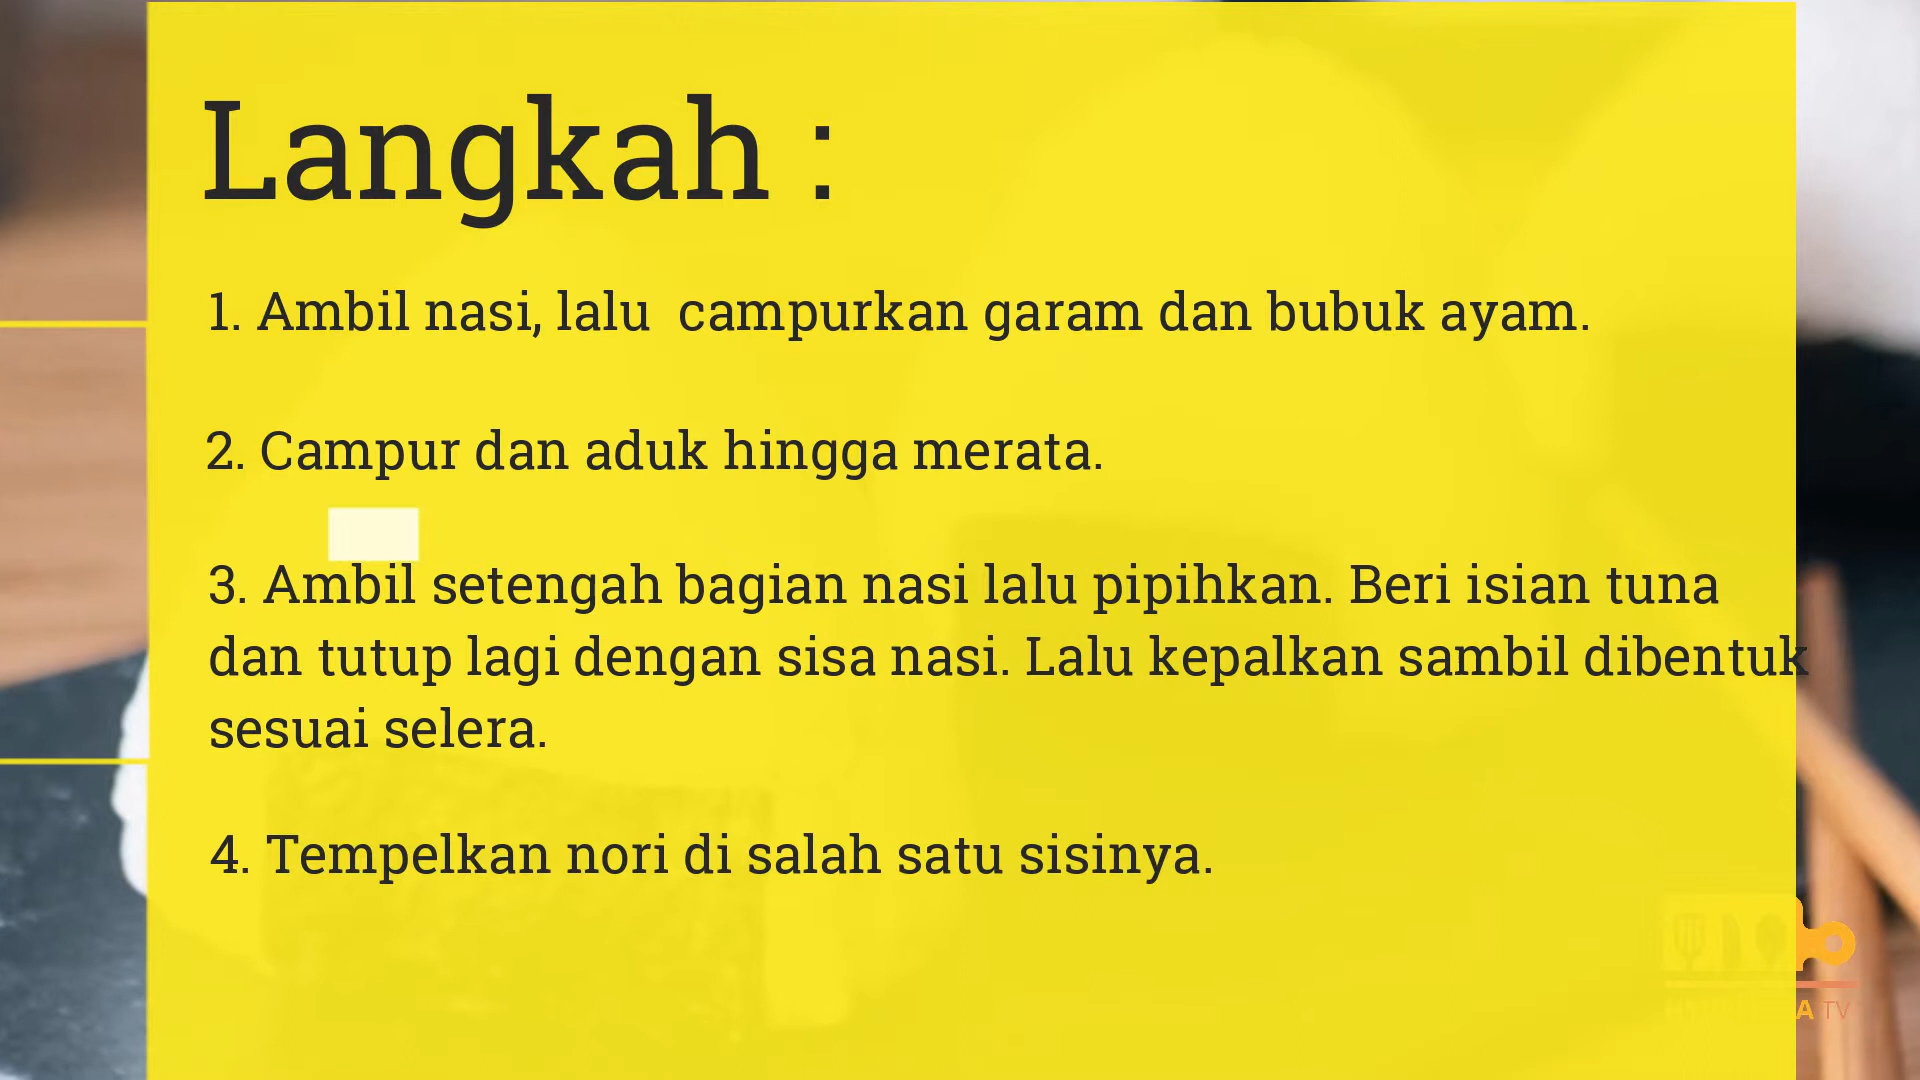 Langkah :
1. Ambil nasi, lalu campurkan garam dan bubuk ayam.
2. Campur dan aduk hingga merata.
3. Ambil setengah bagian nasi lalu pipihkan. Beri isian tuna
dan tutup lagi dengan sisa nasi. Lalu kepalkan sambil dibentuk
sesuai selera.
4. Tempelkan nori di salah satu sisinya.
TV